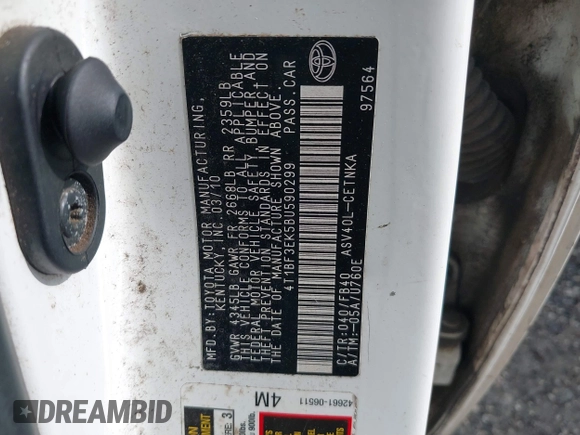 MFD.BY:TOYOTA MOTOR MANUFACTURING,
KENTUCKY,INC. 03/10
GVWR 4345LB GAWR FR 2668LB RR 2359LB
THIS VEHICLE CONFORMS TO ALL APPLICABLE
FEDERAL MOTOR VEHICLE SAFETY BUMPER AND
THEFT PREVENTION STANDARDS IN EFFECT ON
THE DATE OF MANUFACTURE SHOWN ABOVE.
4T1BF3EK5BU590299 PASS.CAR
ASV40L-CETNKA
C/TR:040/FB40
A/TM:-05A/U760E
97564
42661-06511
4M
DREAMBID